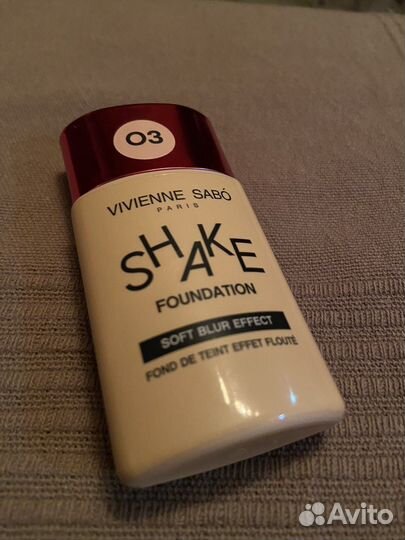 03
VIVIENNE SABÓ
PARIS
SHAKE
FOUNDATION
SOFT BLUR EFFECT
FOND DE TEINT EFFET FLOUTÉ
Avito